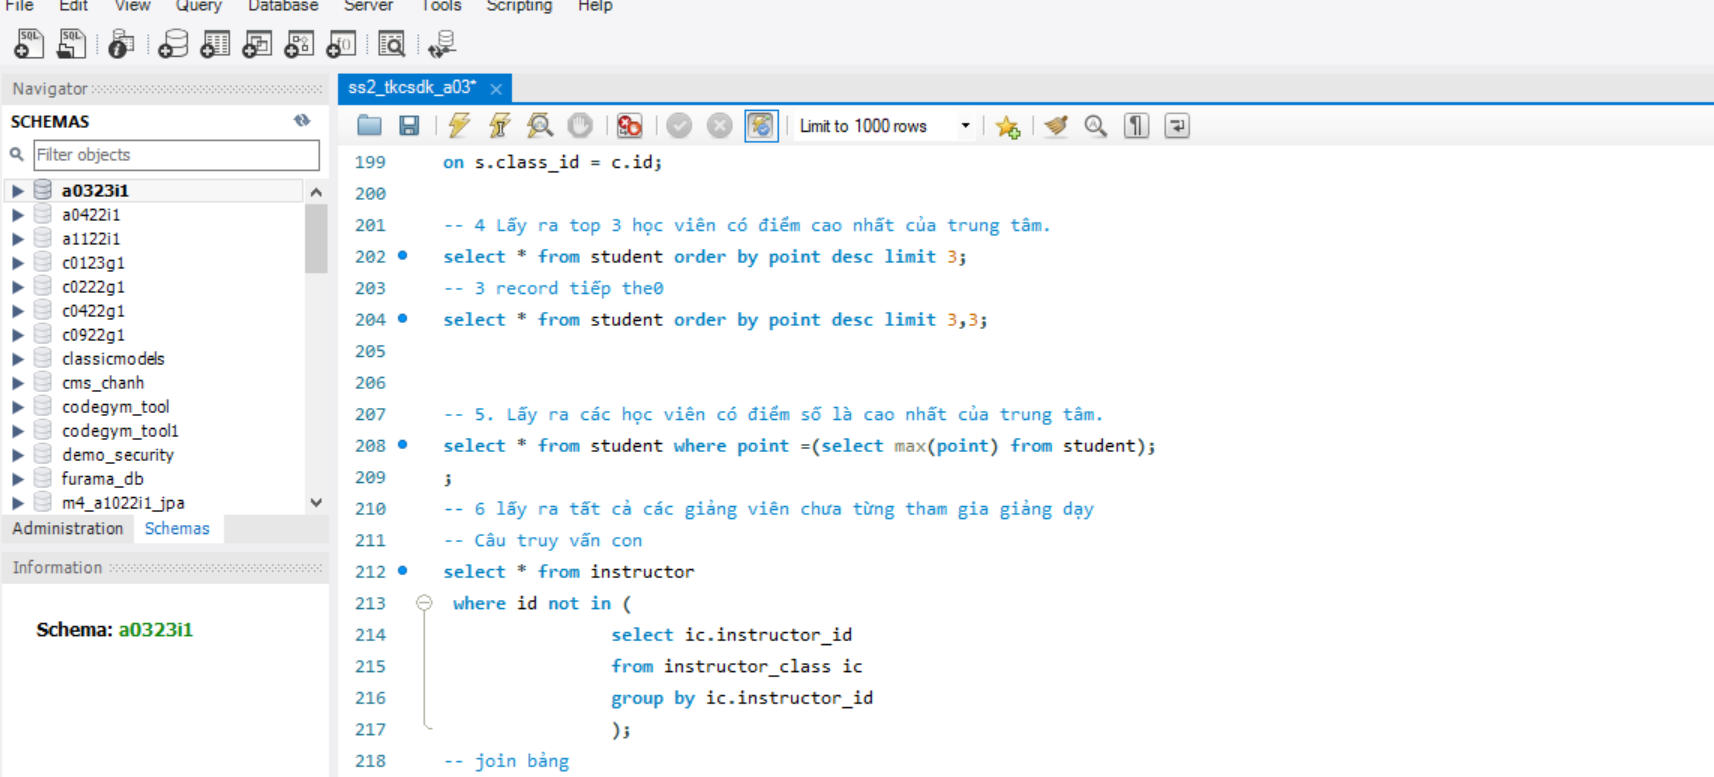 File Edit View Query Database Server Tools Scripting Help
SQL SQL
Navigator
SCHEMAS
Filter objects
a0323i1
a0422i1
a1122i1
c0123g1
c0222g1
c0422g1
c0922g1
classicmodels
cms_chanh
codegym_tool
codegym_tool1
demo_security
furama_db
m4_a1022i1_jpa
Administration Schemas
Information
Schema: a0323i1
ss2_tkcsdk_a03*
Limit to 1000 rows
199 on s.class_id = c.id;
200
201 -- 4 Lấy ra top 3 học viên có điểm cao nhất của trung tâm.
202 select * from student order by point desc limit 3;
203 -- 3 record tiếp the0
204 select * from student order by point desc limit 3,3;
205
206
207 -- 5. Lấy ra các học viên có điểm số là cao nhất của trung tâm.
208 select * from student where point =(select max(point) from student);
209 ;
210 -- 6 lấy ra tất cả các giảng viên chưa từng tham gia giảng dạy
211 -- Câu truy vấn con
212 select * from instructor
213 where id not in (
214 select ic.instructor_id
215 from instructor_class ic
216 group by ic.instructor_id
217 );
218 -- join bảng